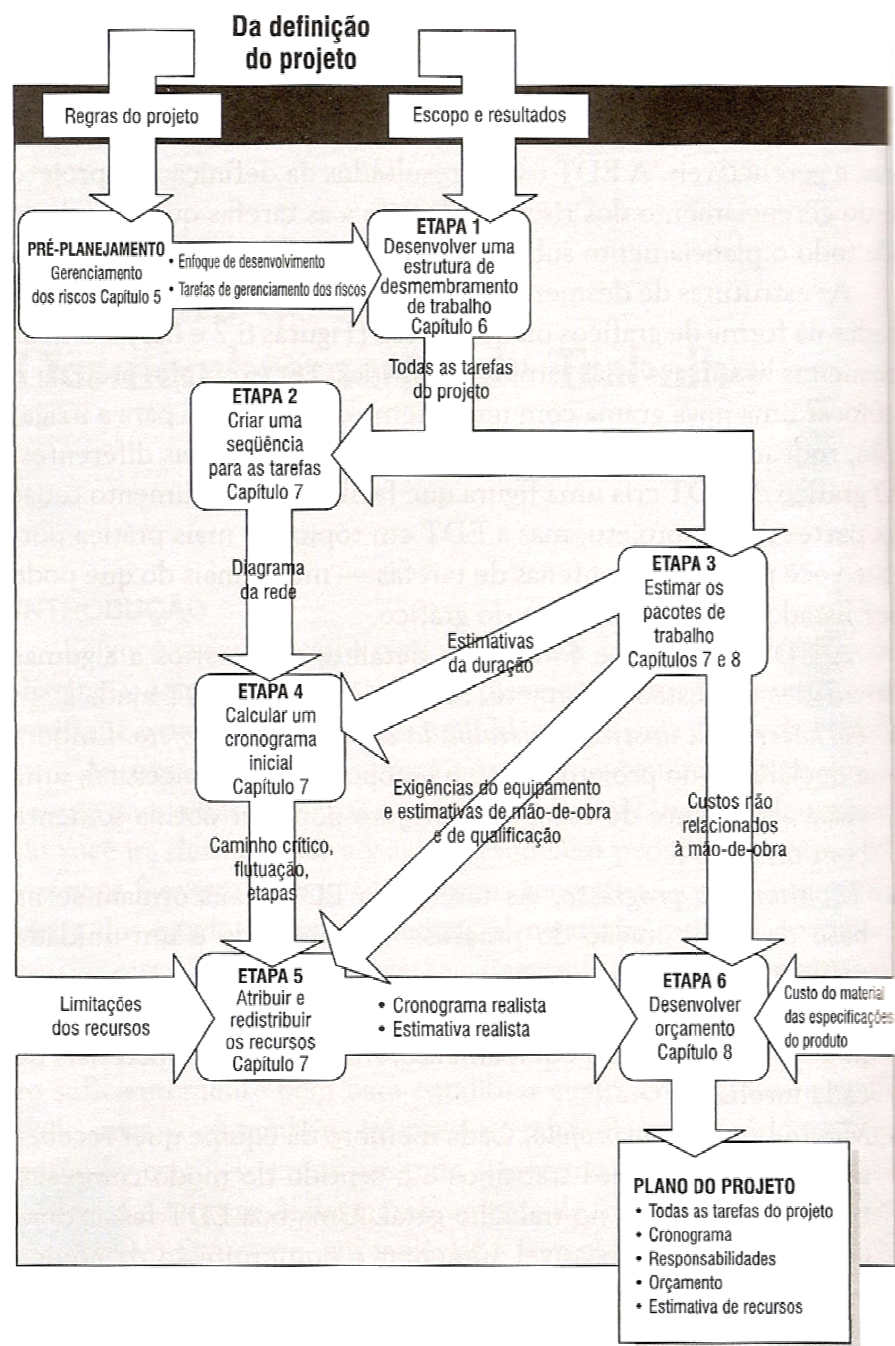 Da definição
do projeto
Regras do projeto
Escopo e resultados
PRÉ-PLANEJAMENTO
Gerenciamento
dos riscos Capítulo 5
• Enfoque de desenvolvimento
• Tarefas de gerenciamento dos riscos
ETAPA 1
Desenvolver uma
estrutura de
desmembramento
de trabalho
Capítulo 6
Todas as tarefas
do projeto
ETAPA 2
Criar uma
seqüência
para as tarefas
Capítulo 7
Diagrama
da rede
ETAPA 3
Estimar os
pacotes de
trabalho
Capítulos 7 e 8
Estimativas
da duração
ETAPA 4
Calcular um
cronograma
inicial
Capítulo 7
Exigências do equipamento
e estimativas de mão-de-obra
e de qualificação
Custos não
relacionados
à mão-de-obra
Caminho crítico,
flutuação,
etapas
Limitações
dos recursos
ETAPA 5
Atribuir e
redistribuir
os recursos
Capítulo 7
• Cronograma realista
• Estimativa realista
ETAPA 6
Desenvolver
orçamento
Capítulo 8
Custo do material
das especificações
do produto
PLANO DO PROJETO
• Todas as tarefas do projeto
• Cronograma
• Responsabilidades
• Orçamento
• Estimativa de recursos